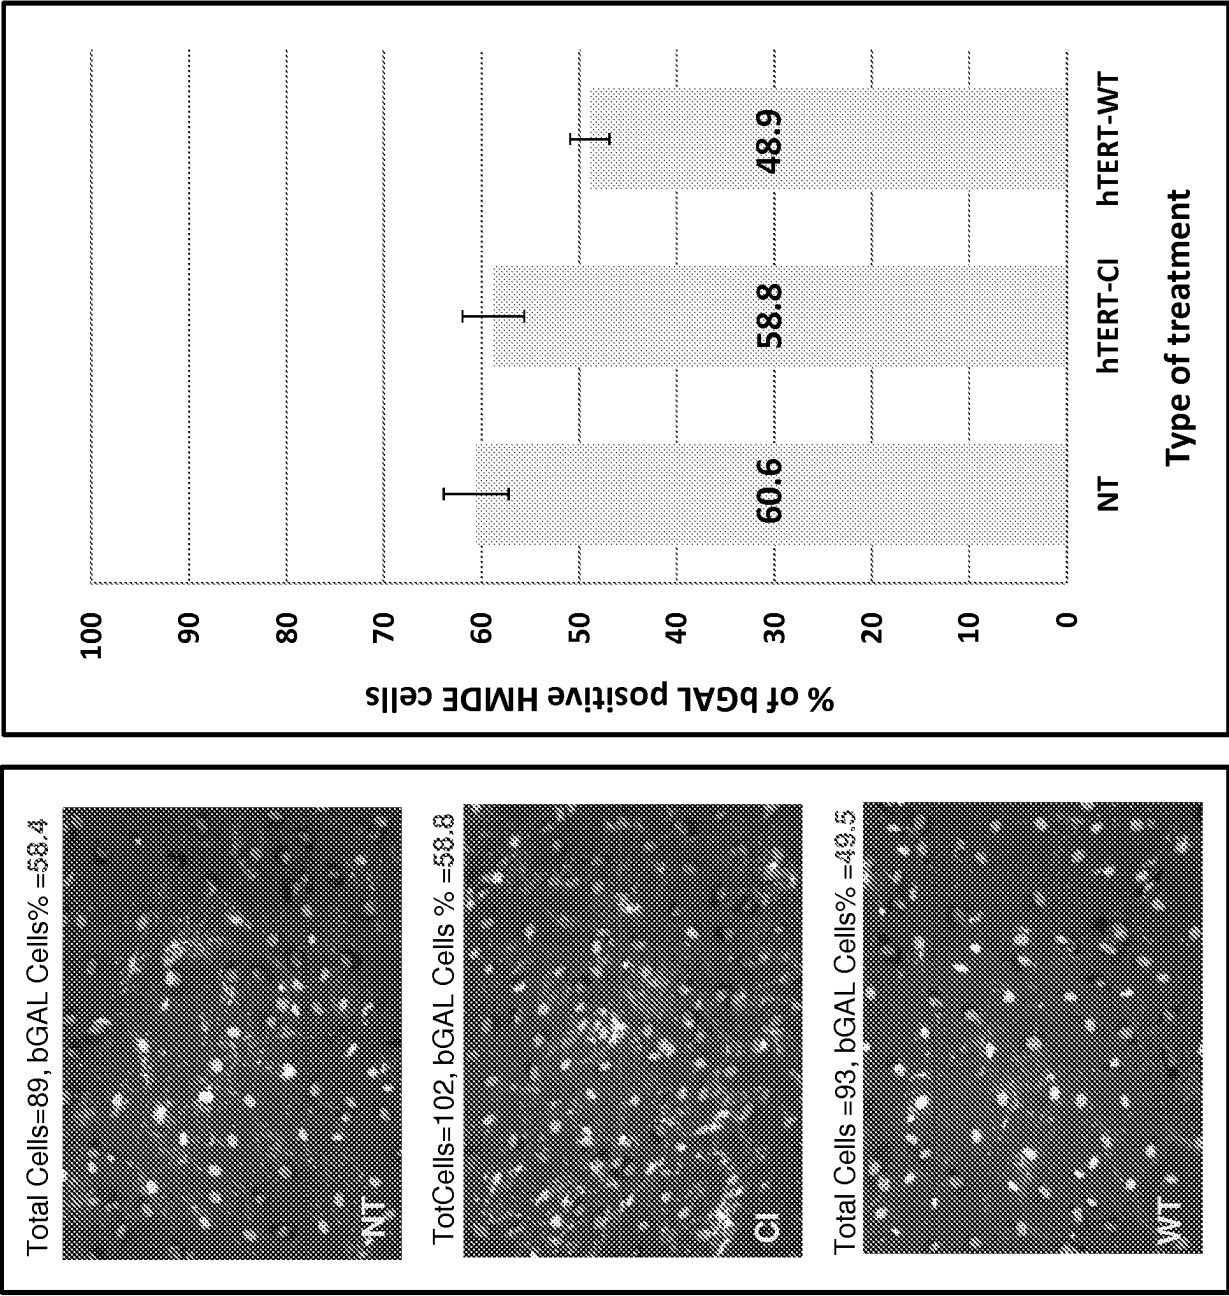 Total Cells=89, bGAL Cells% =58.4
NT
TotCells=102, bGAL Cells % =58.8
CI
Total Cells =93, bGAL Cells% =49.5
WT
% of bGAL positive HMDE cells
100
90
80
70
60
50
40
30
20
10
0
60.6
58.8
48.9
NT
hTERT-CI
hTERT-WT
Type of treatment